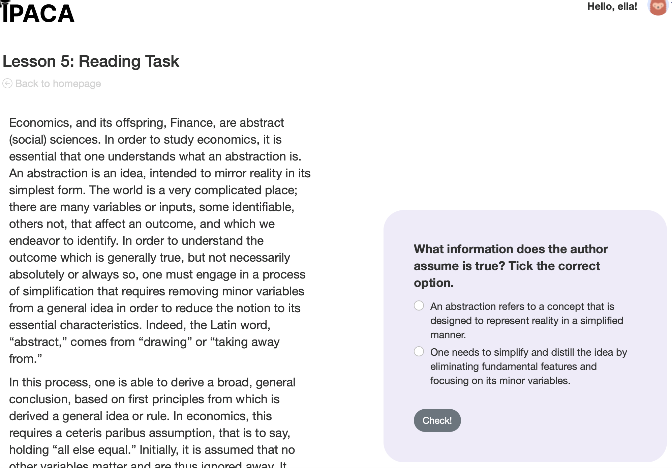 IPACA
Hello, ella!
Lesson 5: Reading Task
Back to homepage
Economics, and its offspring, Finance, are abstract
(social) sciences. In order to study economics, it is
essential that one understands what an abstraction is.
An abstraction is an idea, intended to mirror reality in its
simplest form. The world is a very complicated place;
there are many variables or inputs, some identifiable,
others not, that affect an outcome, and which we
endeavor to identify. In order to understand the
outcome which is generally true, but not necessarily
absolutely or always so, one must engage in a process
of simplification that requires removing minor variables
from a general idea in order to reduce the notion to its
essential characteristics. Indeed, the Latin word,
“abstract,” comes from “drawing” or “taking away
from.”
In this process, one is able to derive a broad, general
conclusion, based on first principles from which is
derived a general idea or rule. In economics, this
requires a ceteris paribus assumption, that is to say,
holding “all else equal.” Initially, it is assumed that no
other variables matter and are thus ignored away. It
What information does the author
assume is true? Tick the correct
option.
An abstraction refers to a concept that is
designed to represent reality in a simplified
manner.
One needs to simplify and distill the idea by
eliminating fundamental features and
focusing on its minor variables.
Check!